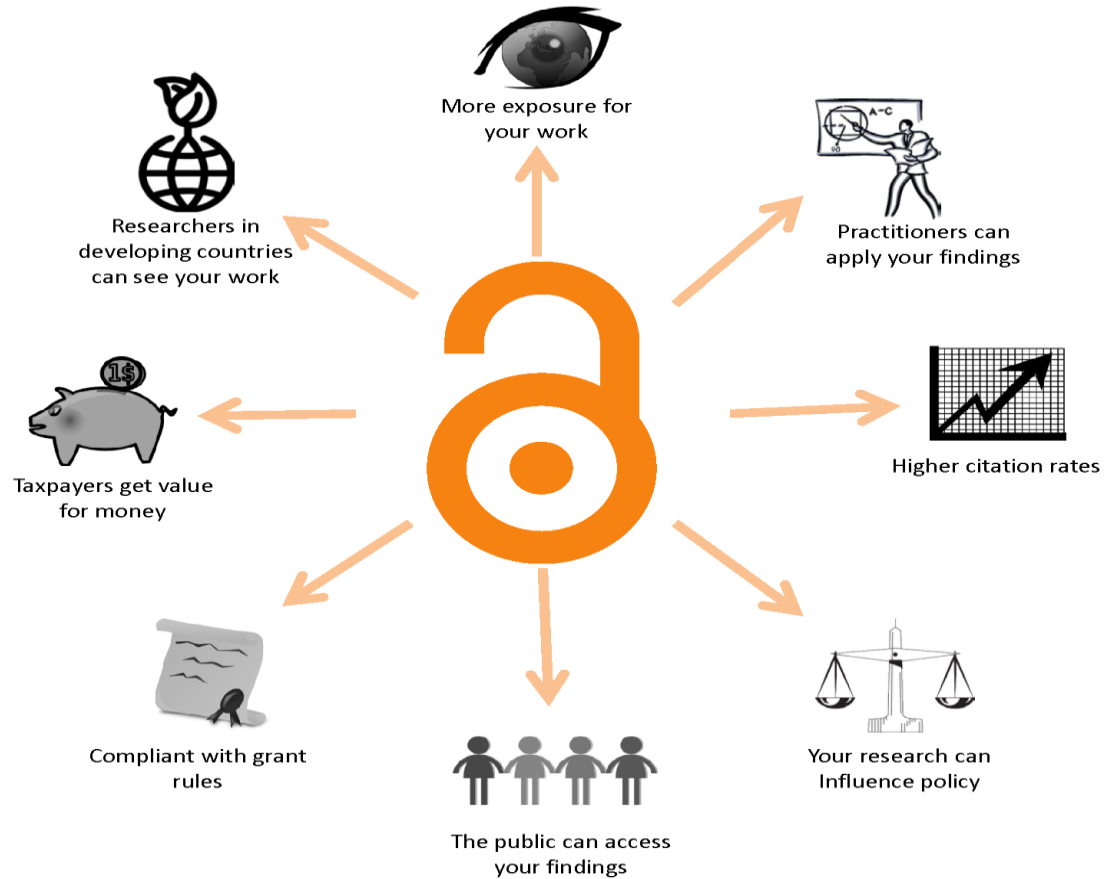 More exposure for
your work
A-C
90
Practitioners can
apply your findings
Researchers in
developing countries
can see your work
1$
Higher citation rates
Taxpayers get value
for money
Compliant with grant
rules
Your research can
Influence policy
The public can access
your findings